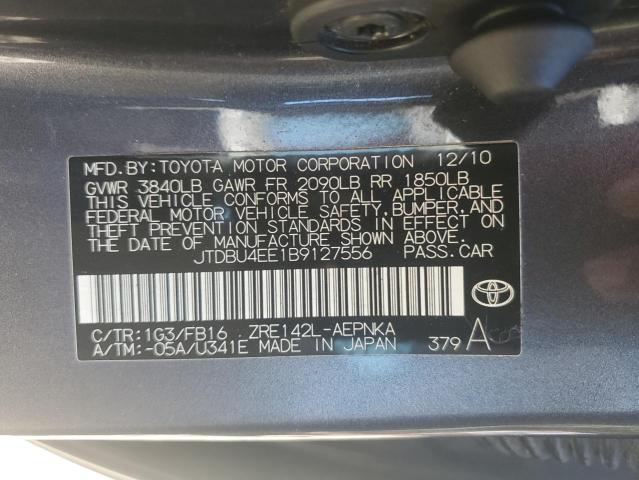 MFD.BY:TOYOTA MOTOR CORPORATION 12/10
GVWR 3840LB GAWR FR 2090LB RR 1850LB
THIS VEHICLE CONFORMS TO ALL APPLICABLE
FEDERAL MOTOR VEHICLE SAFETY, BUMPER, AND
THEFT PREVENTION STANDARDS IN EFFECT ON
THE DATE OF MANUFACTURE SHOWN ABOVE.
JTDBU4EE1B9127556 PASS.CAR
C/TR:1G3/FB16 ZRE142L-AEPNKA
A/TM:-05A/U341E MADE IN JAPAN 379 A